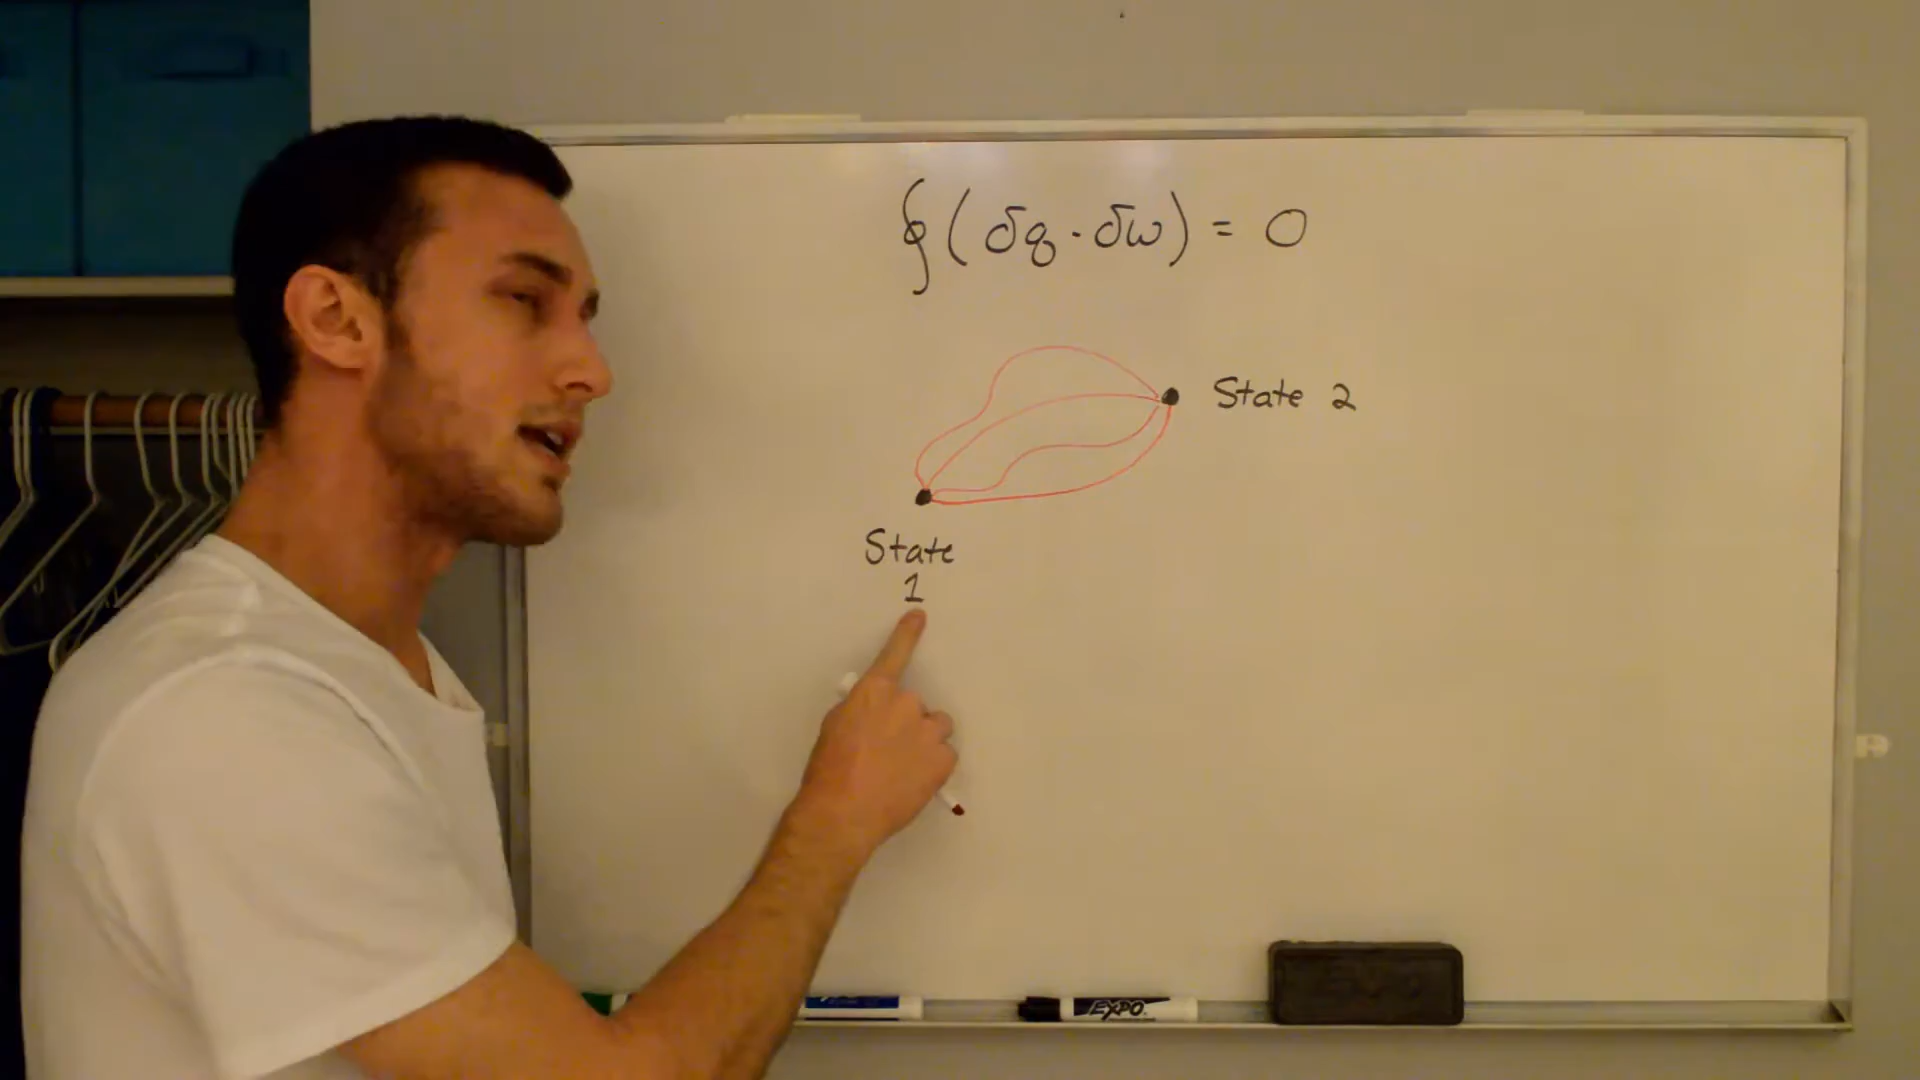 ∮(δq - δw) = 0
State 2
State
1
EXPO